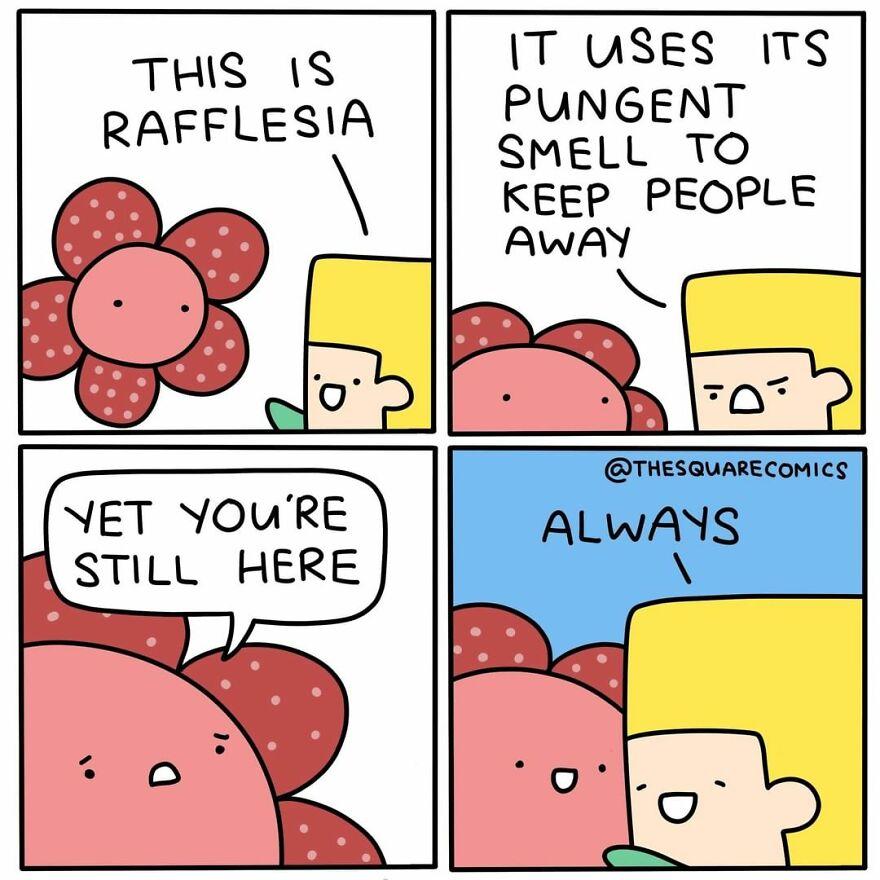 THIS IS
RAFFLESIA
IT USES ITS
PUNGENT
SMELL TO
KEEP PEOPLE
AWAY
YET YOU'RE
STILL HERE
@THESQUARECOMICS
ALWAYS